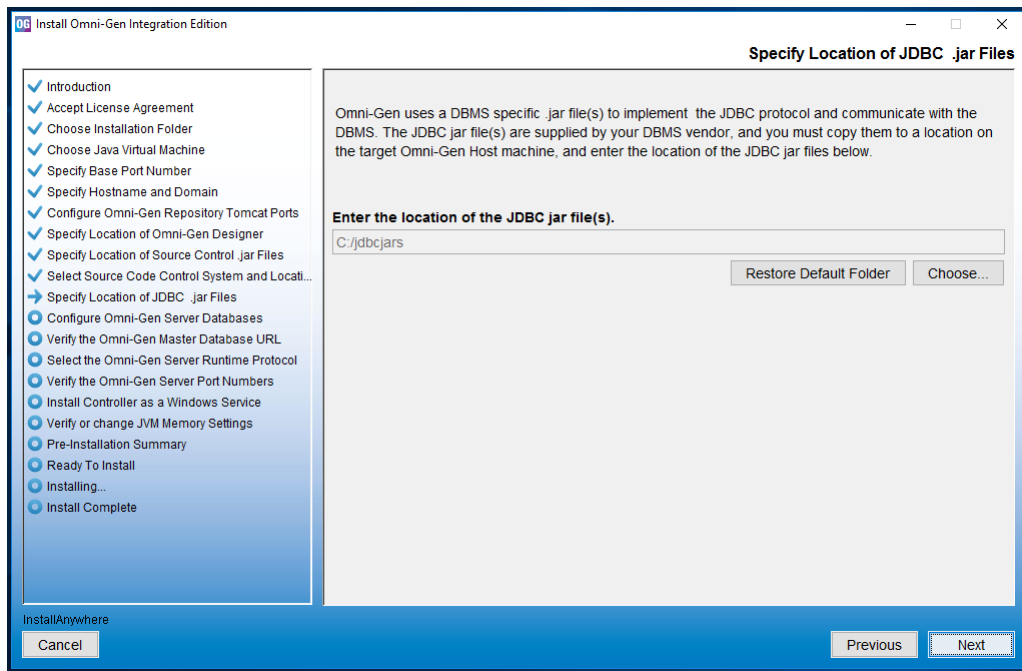 OG Install Omni-Gen Integration Edition
Specify Location of JDBC .jar Files
Introduction
Accept License Agreement
Choose Installation Folder
Choose Java Virtual Machine
Specify Base Port Number
Specify Hostname and Domain
Configure Omni-Gen Repository Tomcat Ports
Specify Location of Omni-Gen Designer
Specify Location of Source Control .jar Files
Select Source Code Control System and Locati...
Specify Location of JDBC .jar Files
Configure Omni-Gen Server Databases
Verify the Omni-Gen Master Database URL
Select the Omni-Gen Server Runtime Protocol
Verify the Omni-Gen Server Port Numbers
Install Controller as a Windows Service
Verify or change JVM Memory Settings
Pre-Installation Summary
Ready To Install
Installing...
Install Complete
Omni-Gen uses a DBMS specific .jar file(s) to implement the JDBC protocol and communicate with the
DBMS. The JDBC jar file(s) are supplied by your DBMS vendor, and you must copy them to a location on
the target Omni-Gen Host machine, and enter the location of the JDBC jar files below.
Enter the location of the JDBC jar file(s).
C:/jdbcjars
Restore Default Folder Choose...
InstallAnywhere
Cancel Previous Next